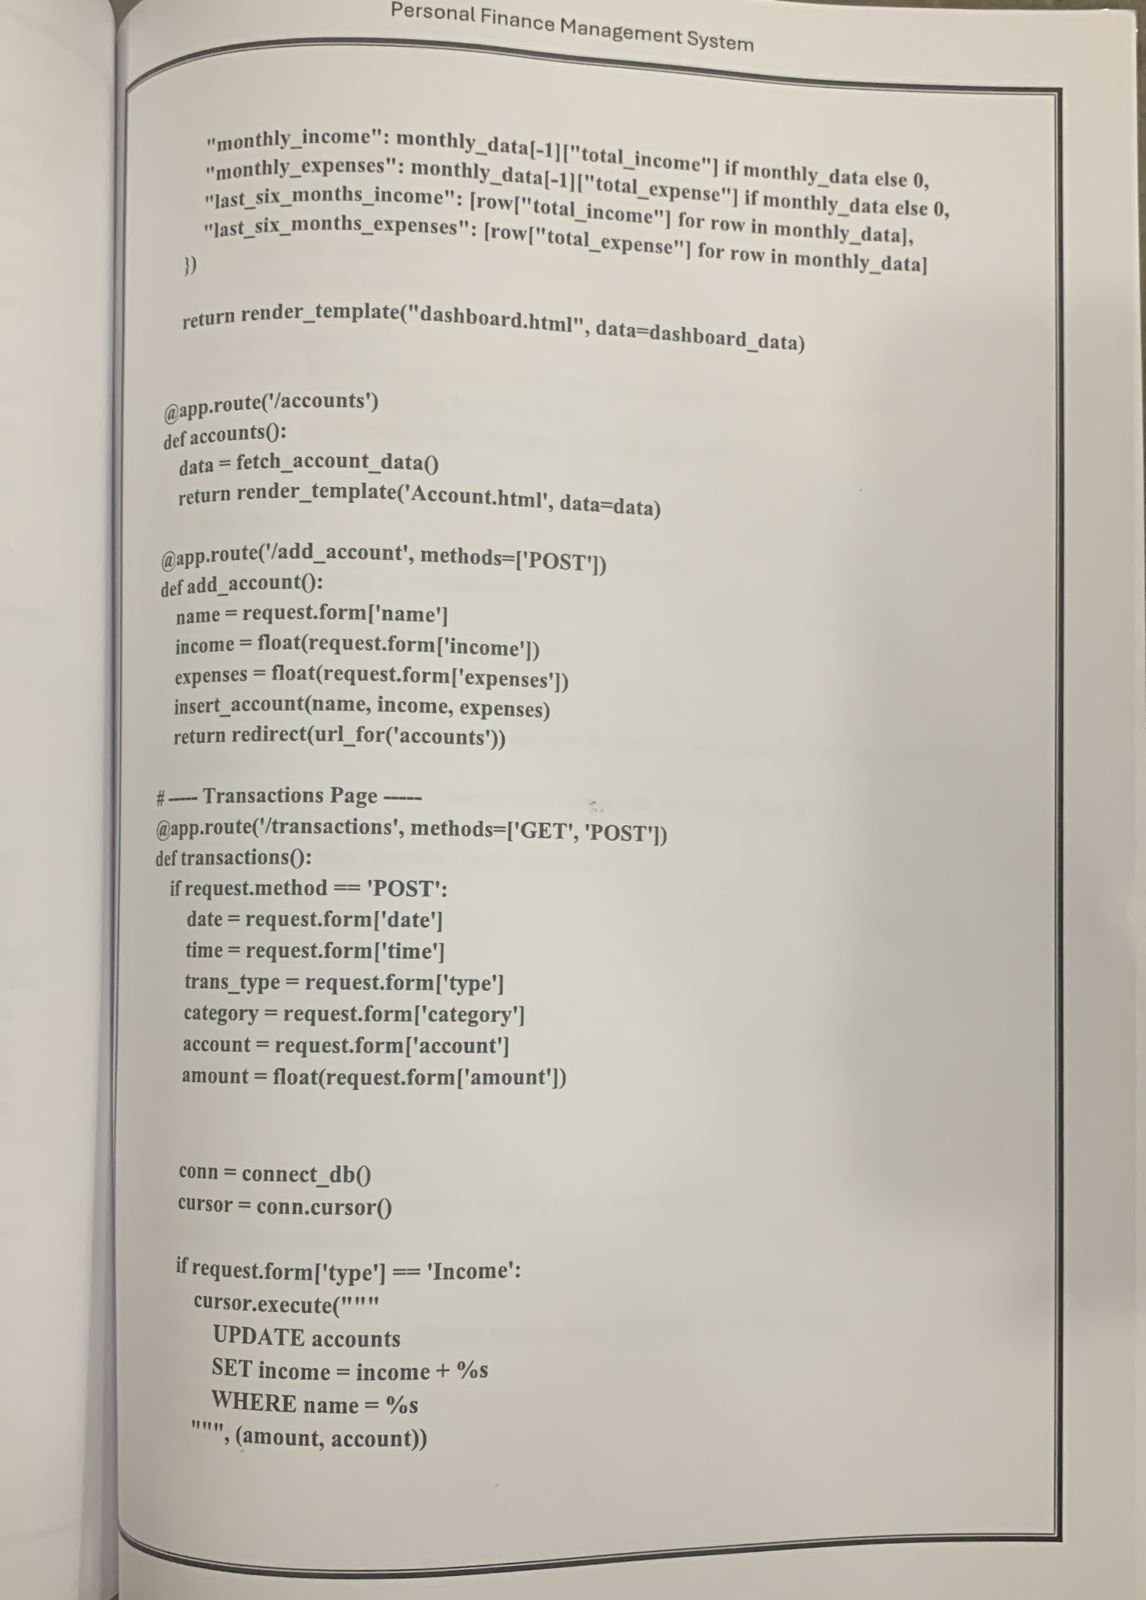 Personal Finance Management System
"monthly_income": monthly_data[-1]["total_income"] if monthly_data else 0,
"monthly_expenses": monthly_data[-1]["total_expense"] if monthly_data else 0,
"last_six_months_income": [row["total_income"] for row in monthly_data],
"last_six_months_expenses": [row["total_expense"] for row in monthly_data]
})
return render_template("dashboard.html", data=dashboard_data)
@app.route('/accounts')
def accounts():
data = fetch_account_data()
return render_template('Account.html', data=data)
@app.route('/add_account', methods=['POST'])
def add_account():
name = request.form['name']
income = float(request.form['income'])
expenses = float(request.form['expenses'])
insert_account(name, income, expenses)
return redirect(url_for('accounts'))
# ----- Transactions Page -----
@app.route('/transactions', methods=['GET', 'POST'])
def transactions():
if request.method == 'POST':
date = request.form['date']
time = request.form['time']
trans_type = request.form['type']
category = request.form['category']
account = request.form['account']
amount = float(request.form['amount'])
conn = connect_db()
cursor = conn.cursor()
if request.form['type'] == 'Income':
cursor.execute("""
UPDATE accounts
SET income = income + %s
WHERE name = %s
""", (amount, account))